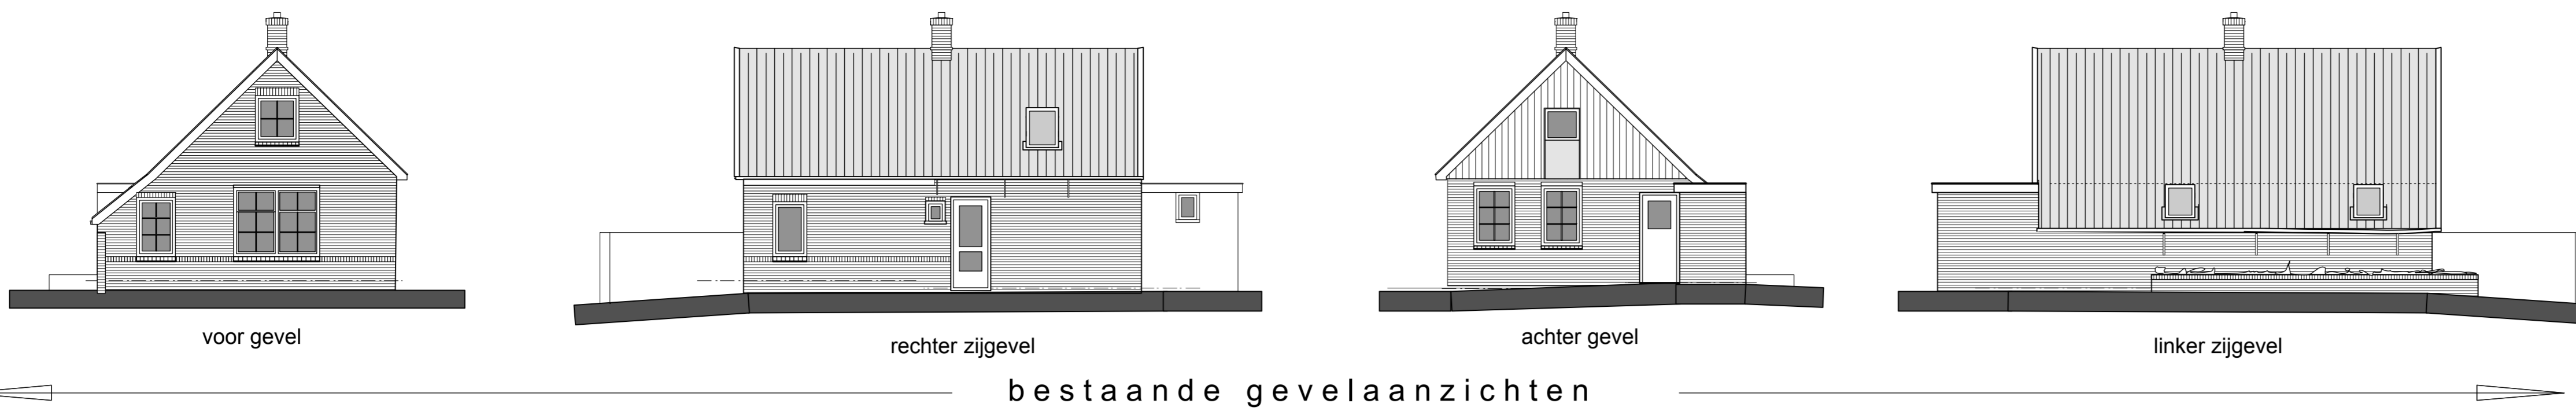 voor gevel
rechter zijgevel
achter gevel
linker zijgevel
bestaande gevelaanzichten